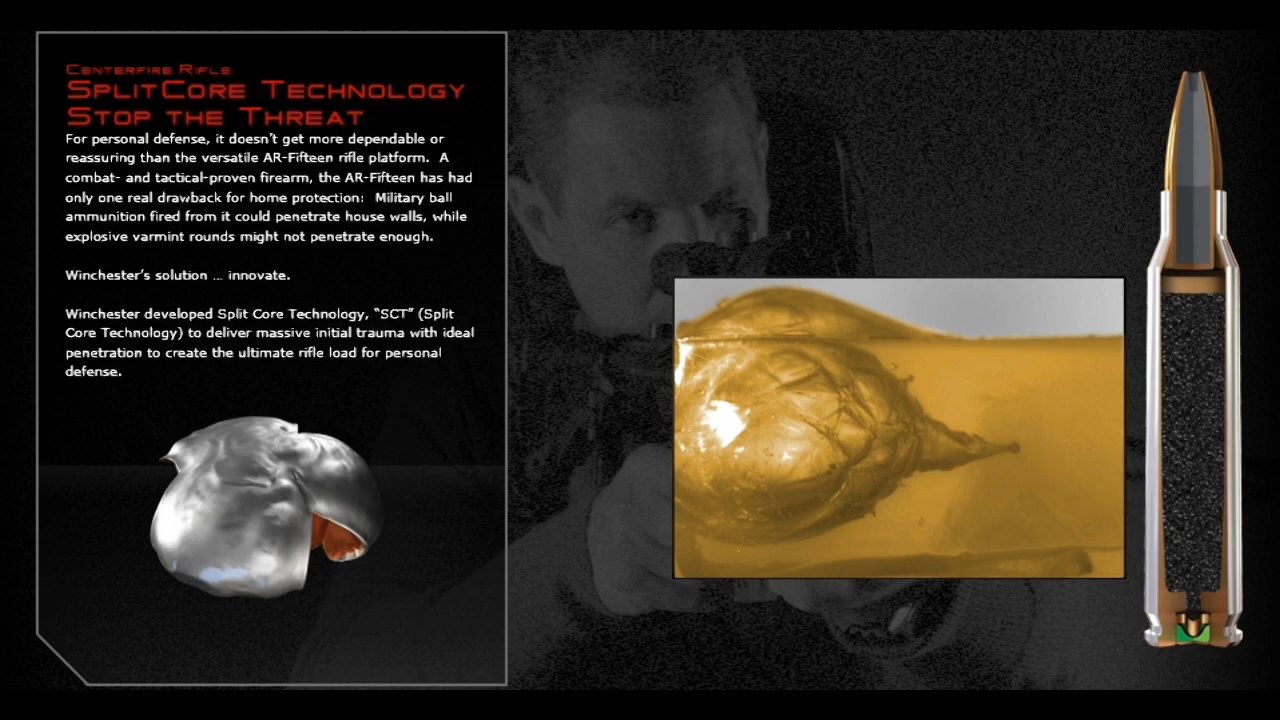 Centerfire Rifle
SplitCore Technology
Stop the Threat
For personal defense, it doesn't get more dependable or
reassuring than the versatile AR-Fifteen rifle platform.  A
combat- and tactical-proven firearm, the AR-Fifteen has had
only one real drawback for home protection:  Military ball
ammunition fired from it could penetrate house walls, while
explosive varmint rounds might not penetrate enough.
Winchester's solution ... innovate.
Winchester developed Split Core Technology, "SCT" (Split
Core Technology) to deliver massive initial trauma with ideal
penetration to create the ultimate rifle load for personal
defense.